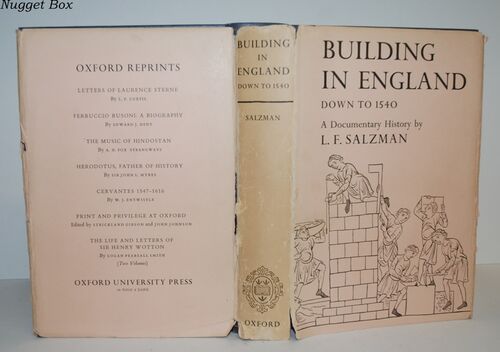 Nugget Box
OXFORD REPRINTS
LETTERS OF LAURENCE STERNE
By L. P. CURTIS
FERRUCCIO BUSONI: A BIOGRAPHY
By EDWARD J. DENT
THE MUSIC OF HINDOSTAN
By A. H. FOX STRANGWAYS
HERODOTUS, FATHER OF HISTORY
By SIR JOHN L. MYRES
CERVANTES 1547–1616
By W. J. ENTWISTLE
PRINT AND PRIVILEGE AT OXFORD
Edited by STRICKLAND GIBSON and JOHN JOHNSON
THE LIFE AND LETTERS OF
SIR HENRY WOTTON
By LOGAN PEARSALL SMITH
(Two Volumes)
OXFORD UNIVERSITY PRESS
BUILDING
IN
ENGLAND
DOWN TO 1540
SALZMAN
OXFORD
BUILDING
IN ENGLAND
DOWN TO 1540
A Documentary History by
L. F. SALZMAN